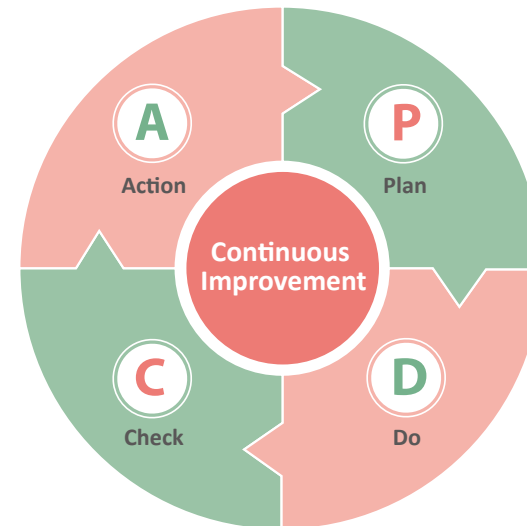 A
Action
P
Plan
Continuous
Improvement
C
Check
D
Do